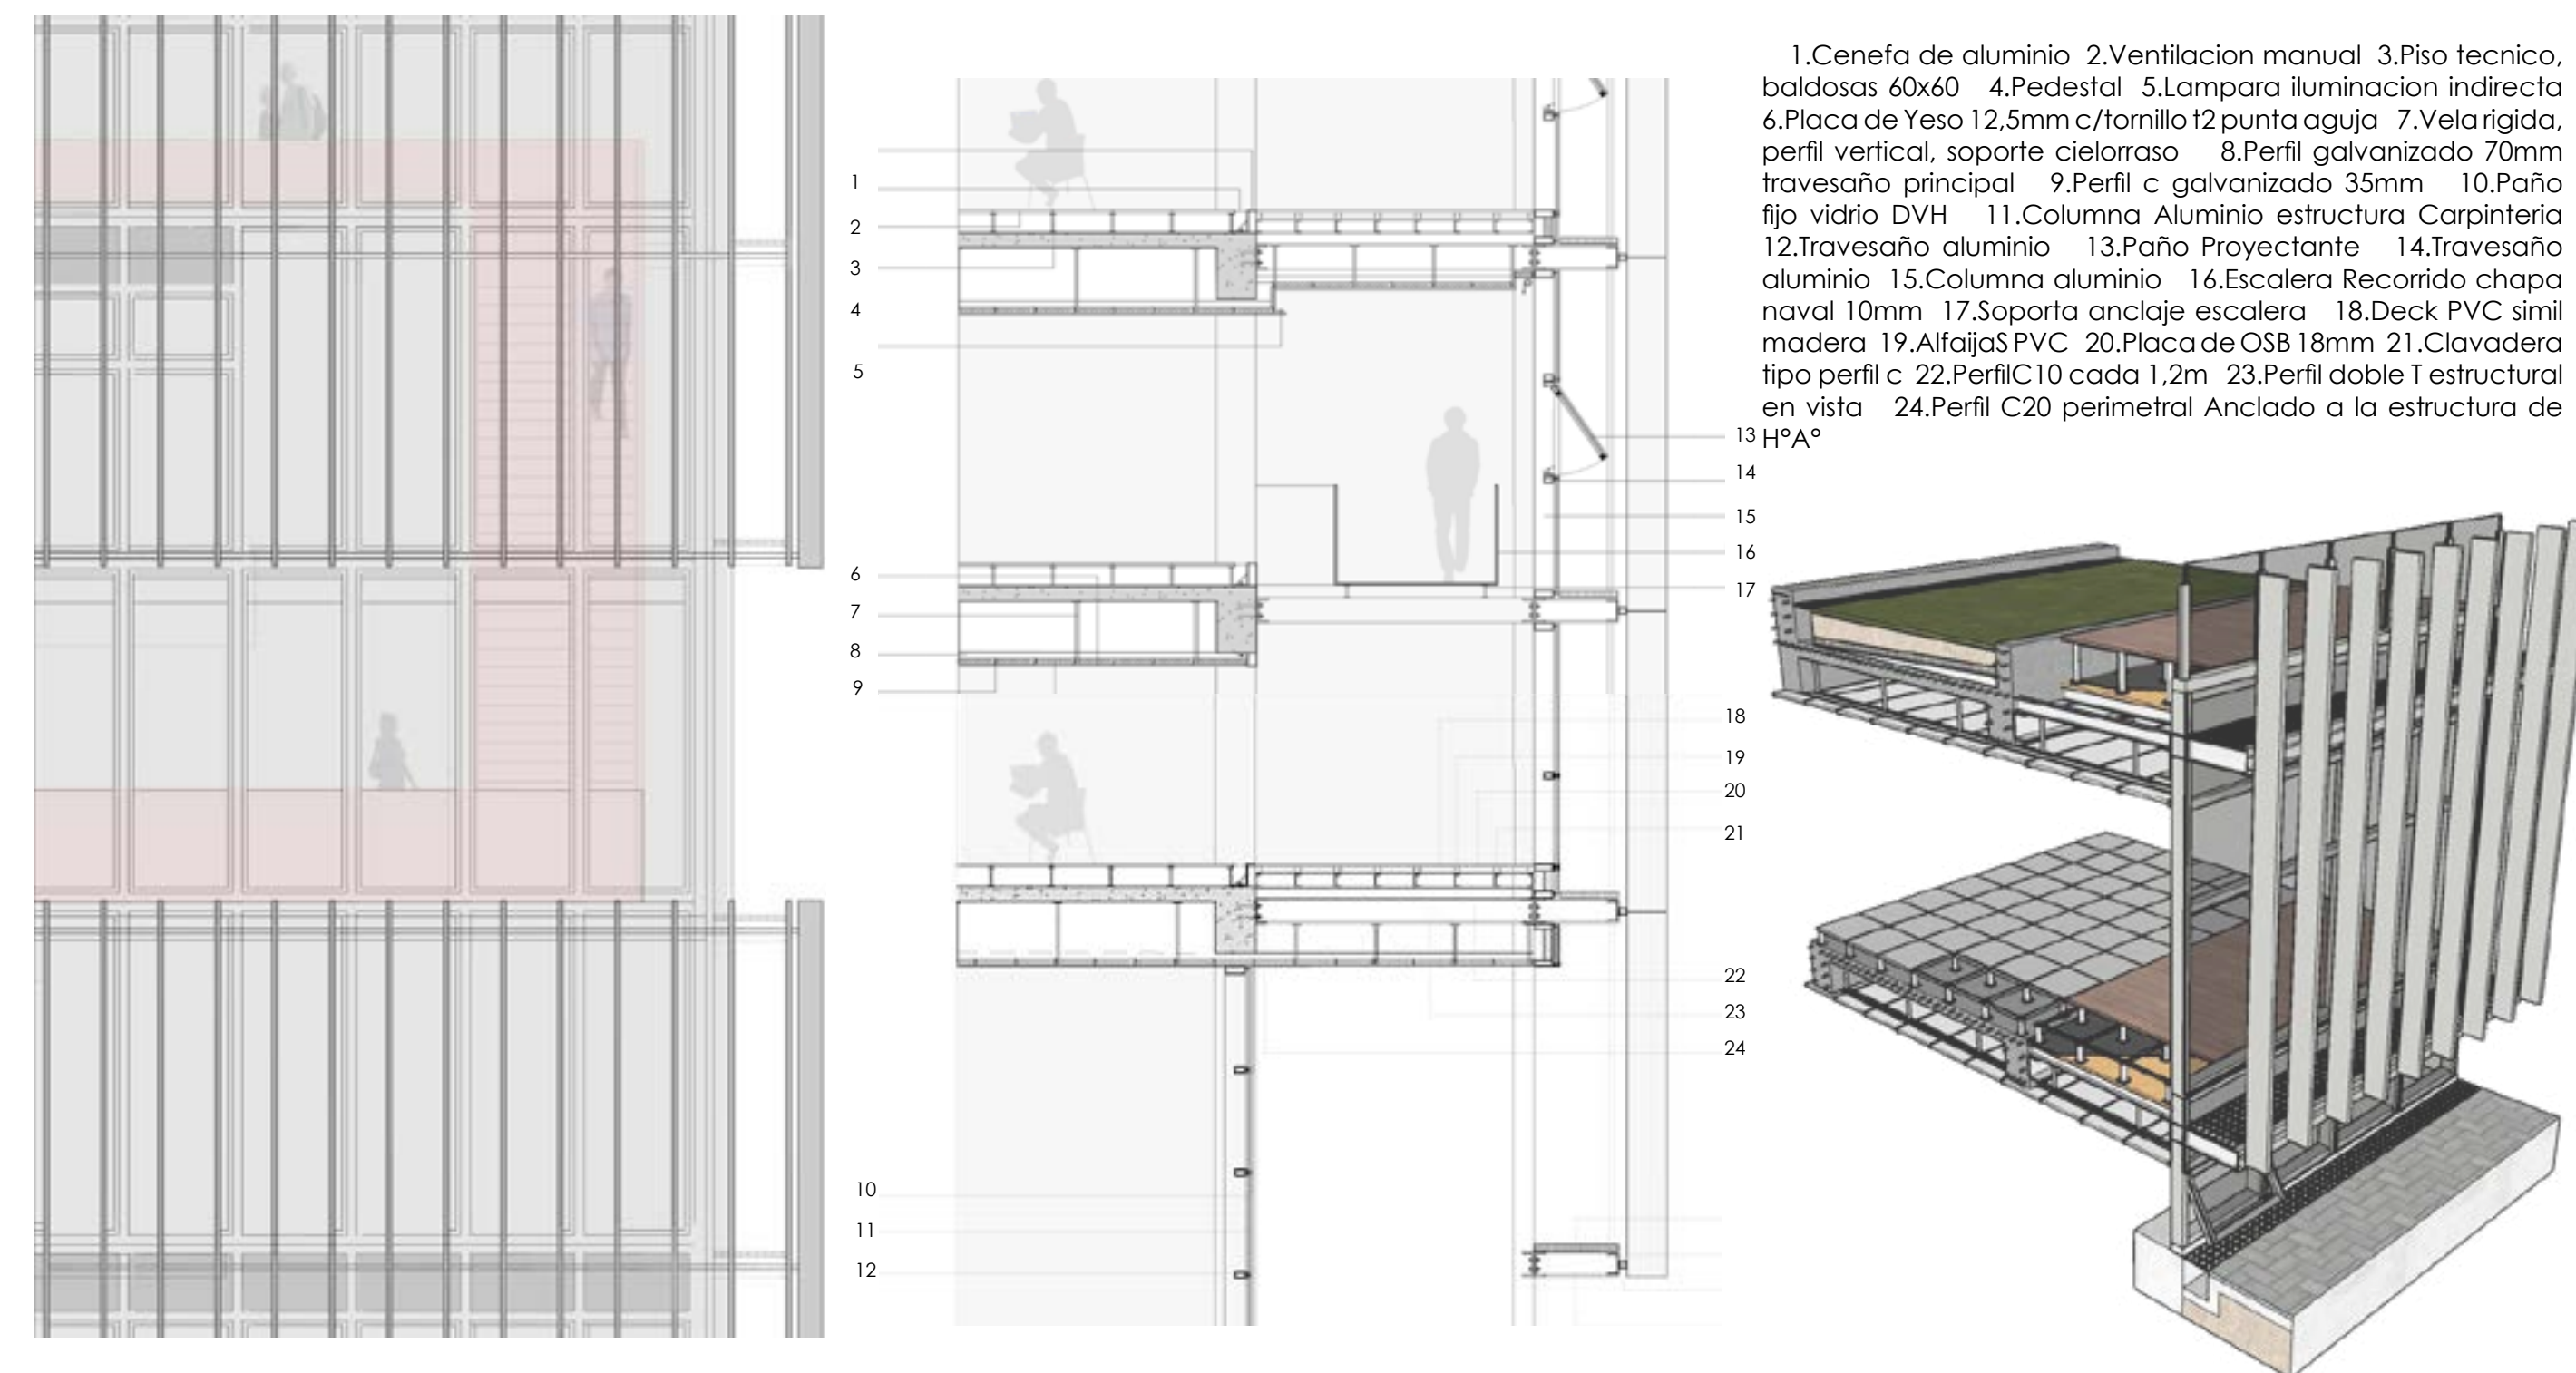 1.Cenefa de aluminio 2.Ventilacion manual 3.Piso tecnico,
baldosas 60x60 4.Pedestal 5.Lampara iluminacion indirecta
6.Placa de Yeso 12,5mm c/tornillo t2 punta aguja 7.Vela rigida,
perfil vertical, soporte cielorraso 8.Perfil galvanizado 70mm
travesaño principal 9.Perfil c galvanizado 35mm 10.Paño
fijo vidrio DVH 11.Columna Aluminio estructura Carpinteria
12.Travesaño aluminio 13.Paño Proyectante 14.Travesaño
aluminio 15.Columna aluminio 16.Escalera Recorrido chapa
naval 10mm 17.Soporta anclaje escalera 18.Deck PVC simil
madera 19.AlfaijaS PVC 20.Placa de OSB 18mm 21.Clavadera
tipo perfil c 22.PerfilC10 cada 1,2m 23.Perfil doble T estructural
en vista 24.Perfil C20 perimetral Anclado a la estructura de
H°A°
1
2
3
4
5
6
7
8
9
10
11
12
13
14
15
16
17
18
19
20
21
22
23
24